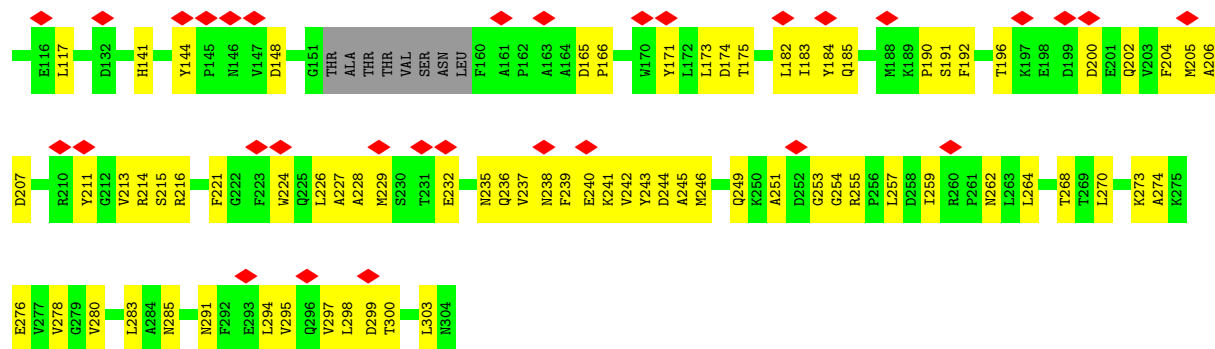 E116 L117 D132 H141 Y144 P145 N146 V147 D148 G151 THR ALA THR THR VAL SER ASN LEU F160 A161 P162 A163 A164 D165 P166 W170 Y171 L172 L173 D174 T175 L182 I183 Y184 Q185 M188 K189 P190 S191 F192 T196 K197 E198 D199 D200 E201 Q202 V203 F204 M205 A206
D207 R210 Y211 G212 V213 R214 S215 R216 F221 G222 F223 W224 Q225 L226 A227 A228 M229 S230 T231 E232 N235 Q236 V237 N238 F239 E240 K241 V242 Y243 D244 A245 M246 Q249 K250 A251 D252 G253 G254 R255 P256 L257 D258 I259 R260 P261 N262 L263 L264 T268 T269 L270 K273 A274 K275
E276 V277 V278 G279 V280 L283 A284 N285 N291 F292 E293 L294 V295 Q296 V297 L298 D299 T300 L303 N304